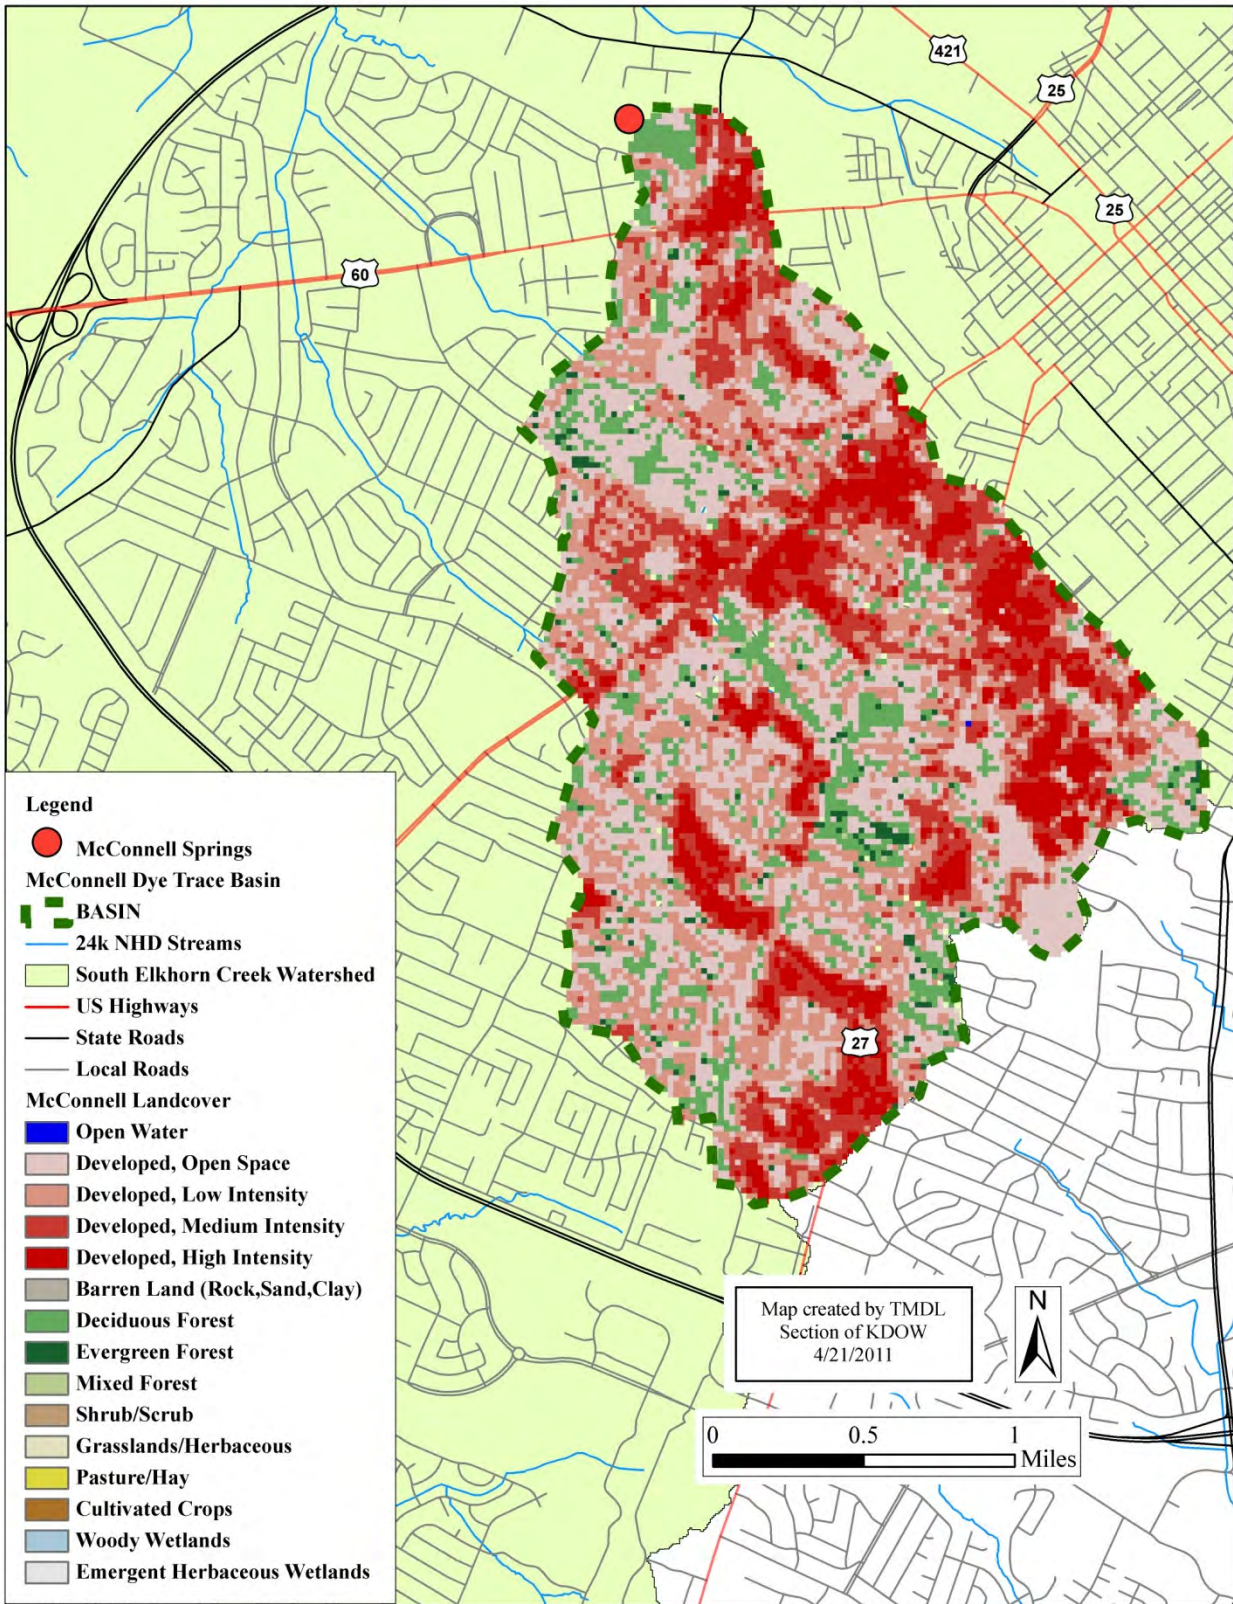 421
25
25
60
27
Legend
McConnell Springs
McConnell Dye Trace Basin
BASIN
24k NHD Streams
South Elkhorn Creek Watershed
US Highways
State Roads
Local Roads
McConnell Landcover
Open Water
Developed, Open Space
Developed, Low Intensity
Developed, Medium Intensity
Developed, High Intensity
Barren Land (Rock,Sand,Clay)
Deciduous Forest
Evergreen Forest
Mixed Forest
Shrub/Scrub
Grasslands/Herbaceous
Pasture/Hay
Cultivated Crops
Woody Wetlands
Emergent Herbaceous Wetlands
Map created by TMDL
Section of KDOW
4/21/2011
N
0 0.5 1
Miles